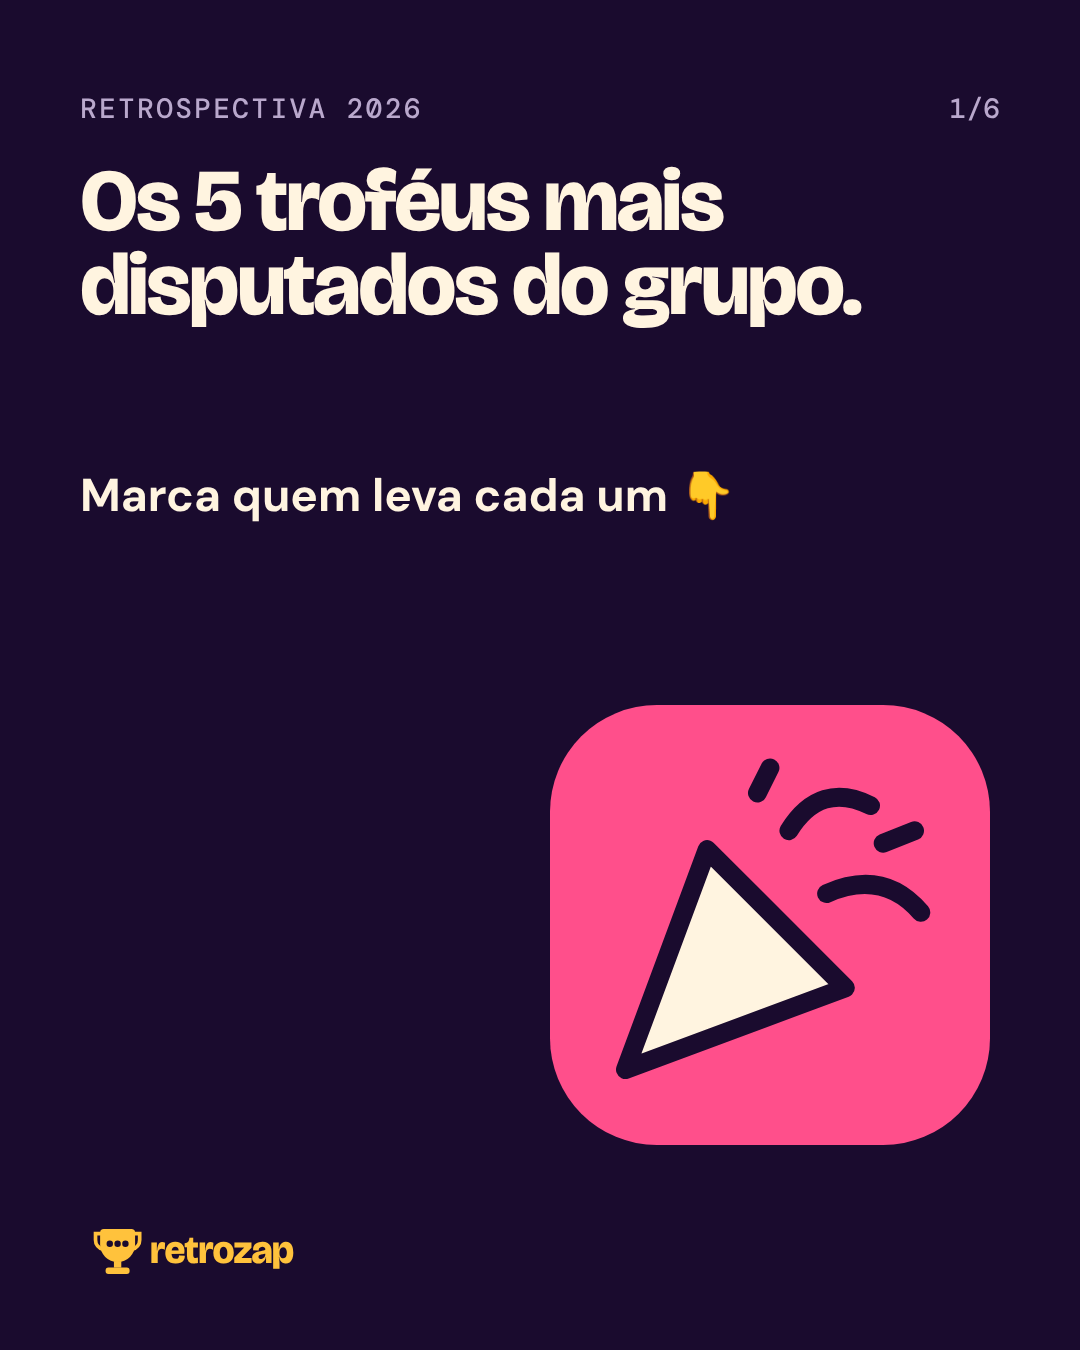 RETROSPECTIVA 2026
1/6
Os 5 troféus mais
disputados do grupo.
Marca quem leva cada um 👇
retrozap